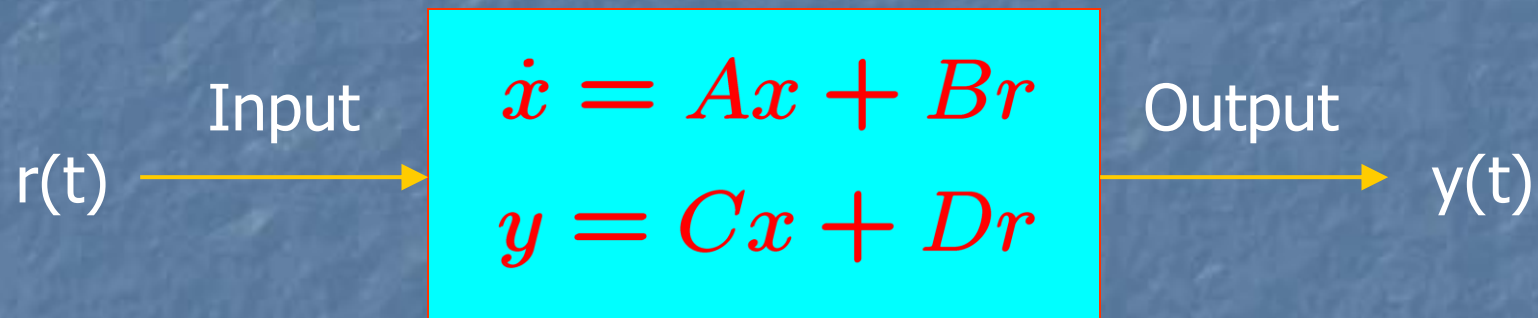 Input
r(t)
ẋ = Ax + Br
y = Cx + Dr
Output
y(t)